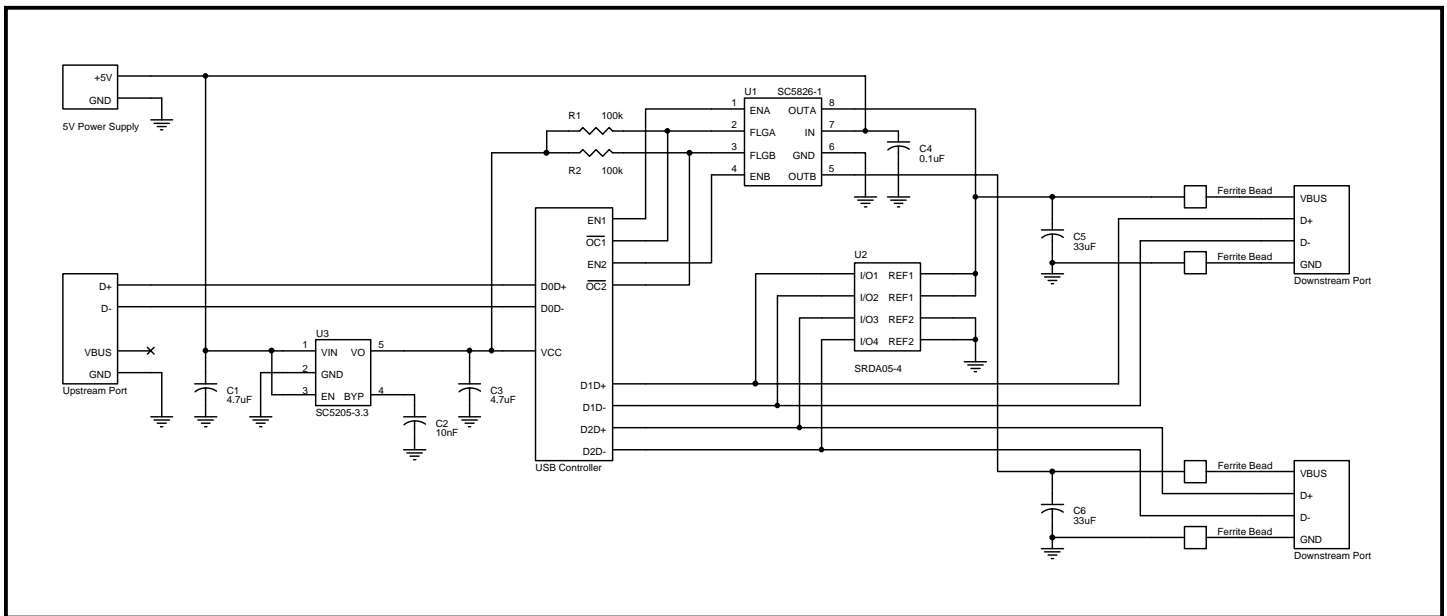 +5V
GND
5V Power Supply
U1
SC5826-1
1
ENA
OUTA
8
2
FLGA
IN
7
3
FLGB
GND
6
4
ENB
OUTB
5
R1
100k
R2
100k
C4
0.1uF
Ferrite Bead
VBUS
D+
D-
Ferrite Bead
GND
Downstream Port
C5
33uF
EN1
OC1
EN2
OC2
D0D+
D0D-
VCC
D1D+
D1D-
D2D+
D2D-
USB Controller
U2
I/O1
REF1
I/O2
REF1
I/O3
REF2
I/O4
REF2
SRDA05-4
D+
D-
VBUS
GND
Upstream Port
U3
1
VIN
VO
5
2
GND
3
EN
BYP
4
SC5205-3.3
C1
4.7uF
C2
10nF
C3
4.7uF
Ferrite Bead
VBUS
D+
D-
Ferrite Bead
GND
Downstream Port
C6
33uF